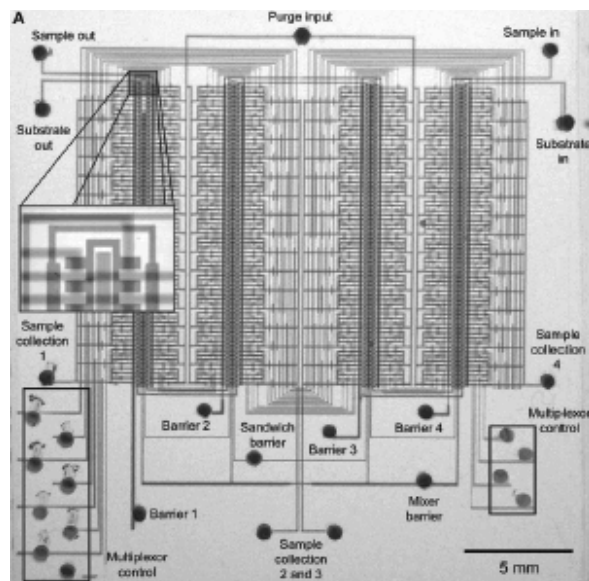 A
Purge input
Sample out
Sample in
Substrate
out
Substrate
in
Sample
collection
1
Sample
collection
4
Barrier 2
Sandwich
barrier
Barrier 3
Barrier 4
Multiplexor
control
Barrier 1
Mixer
barrier
Multiplexor
control
Sample
collection
2 and 3
5 mm